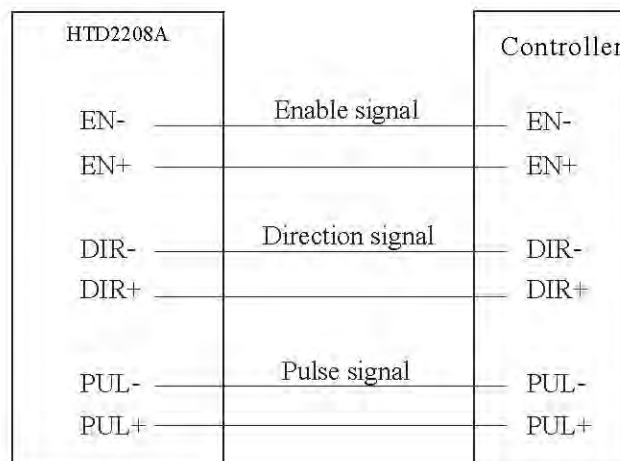 HTD2208A
Controller
EN- Enable signal EN-
EN+ EN+
DIR- Direction signal DIR-
DIR+ DIR+
PUL- Pulse signal PUL-
PUL+ PUL+